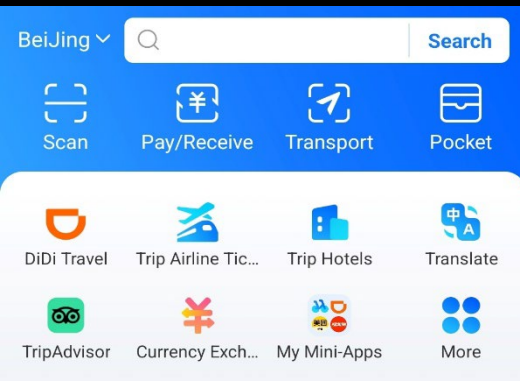 BeiJing
Search
Scan
Pay/Receive
Transport
Pocket
DiDi Travel
Trip Airline Tic...
Trip Hotels
中 A
Translate
TripAdvisor
Currency Exch...
My Mini-Apps
More